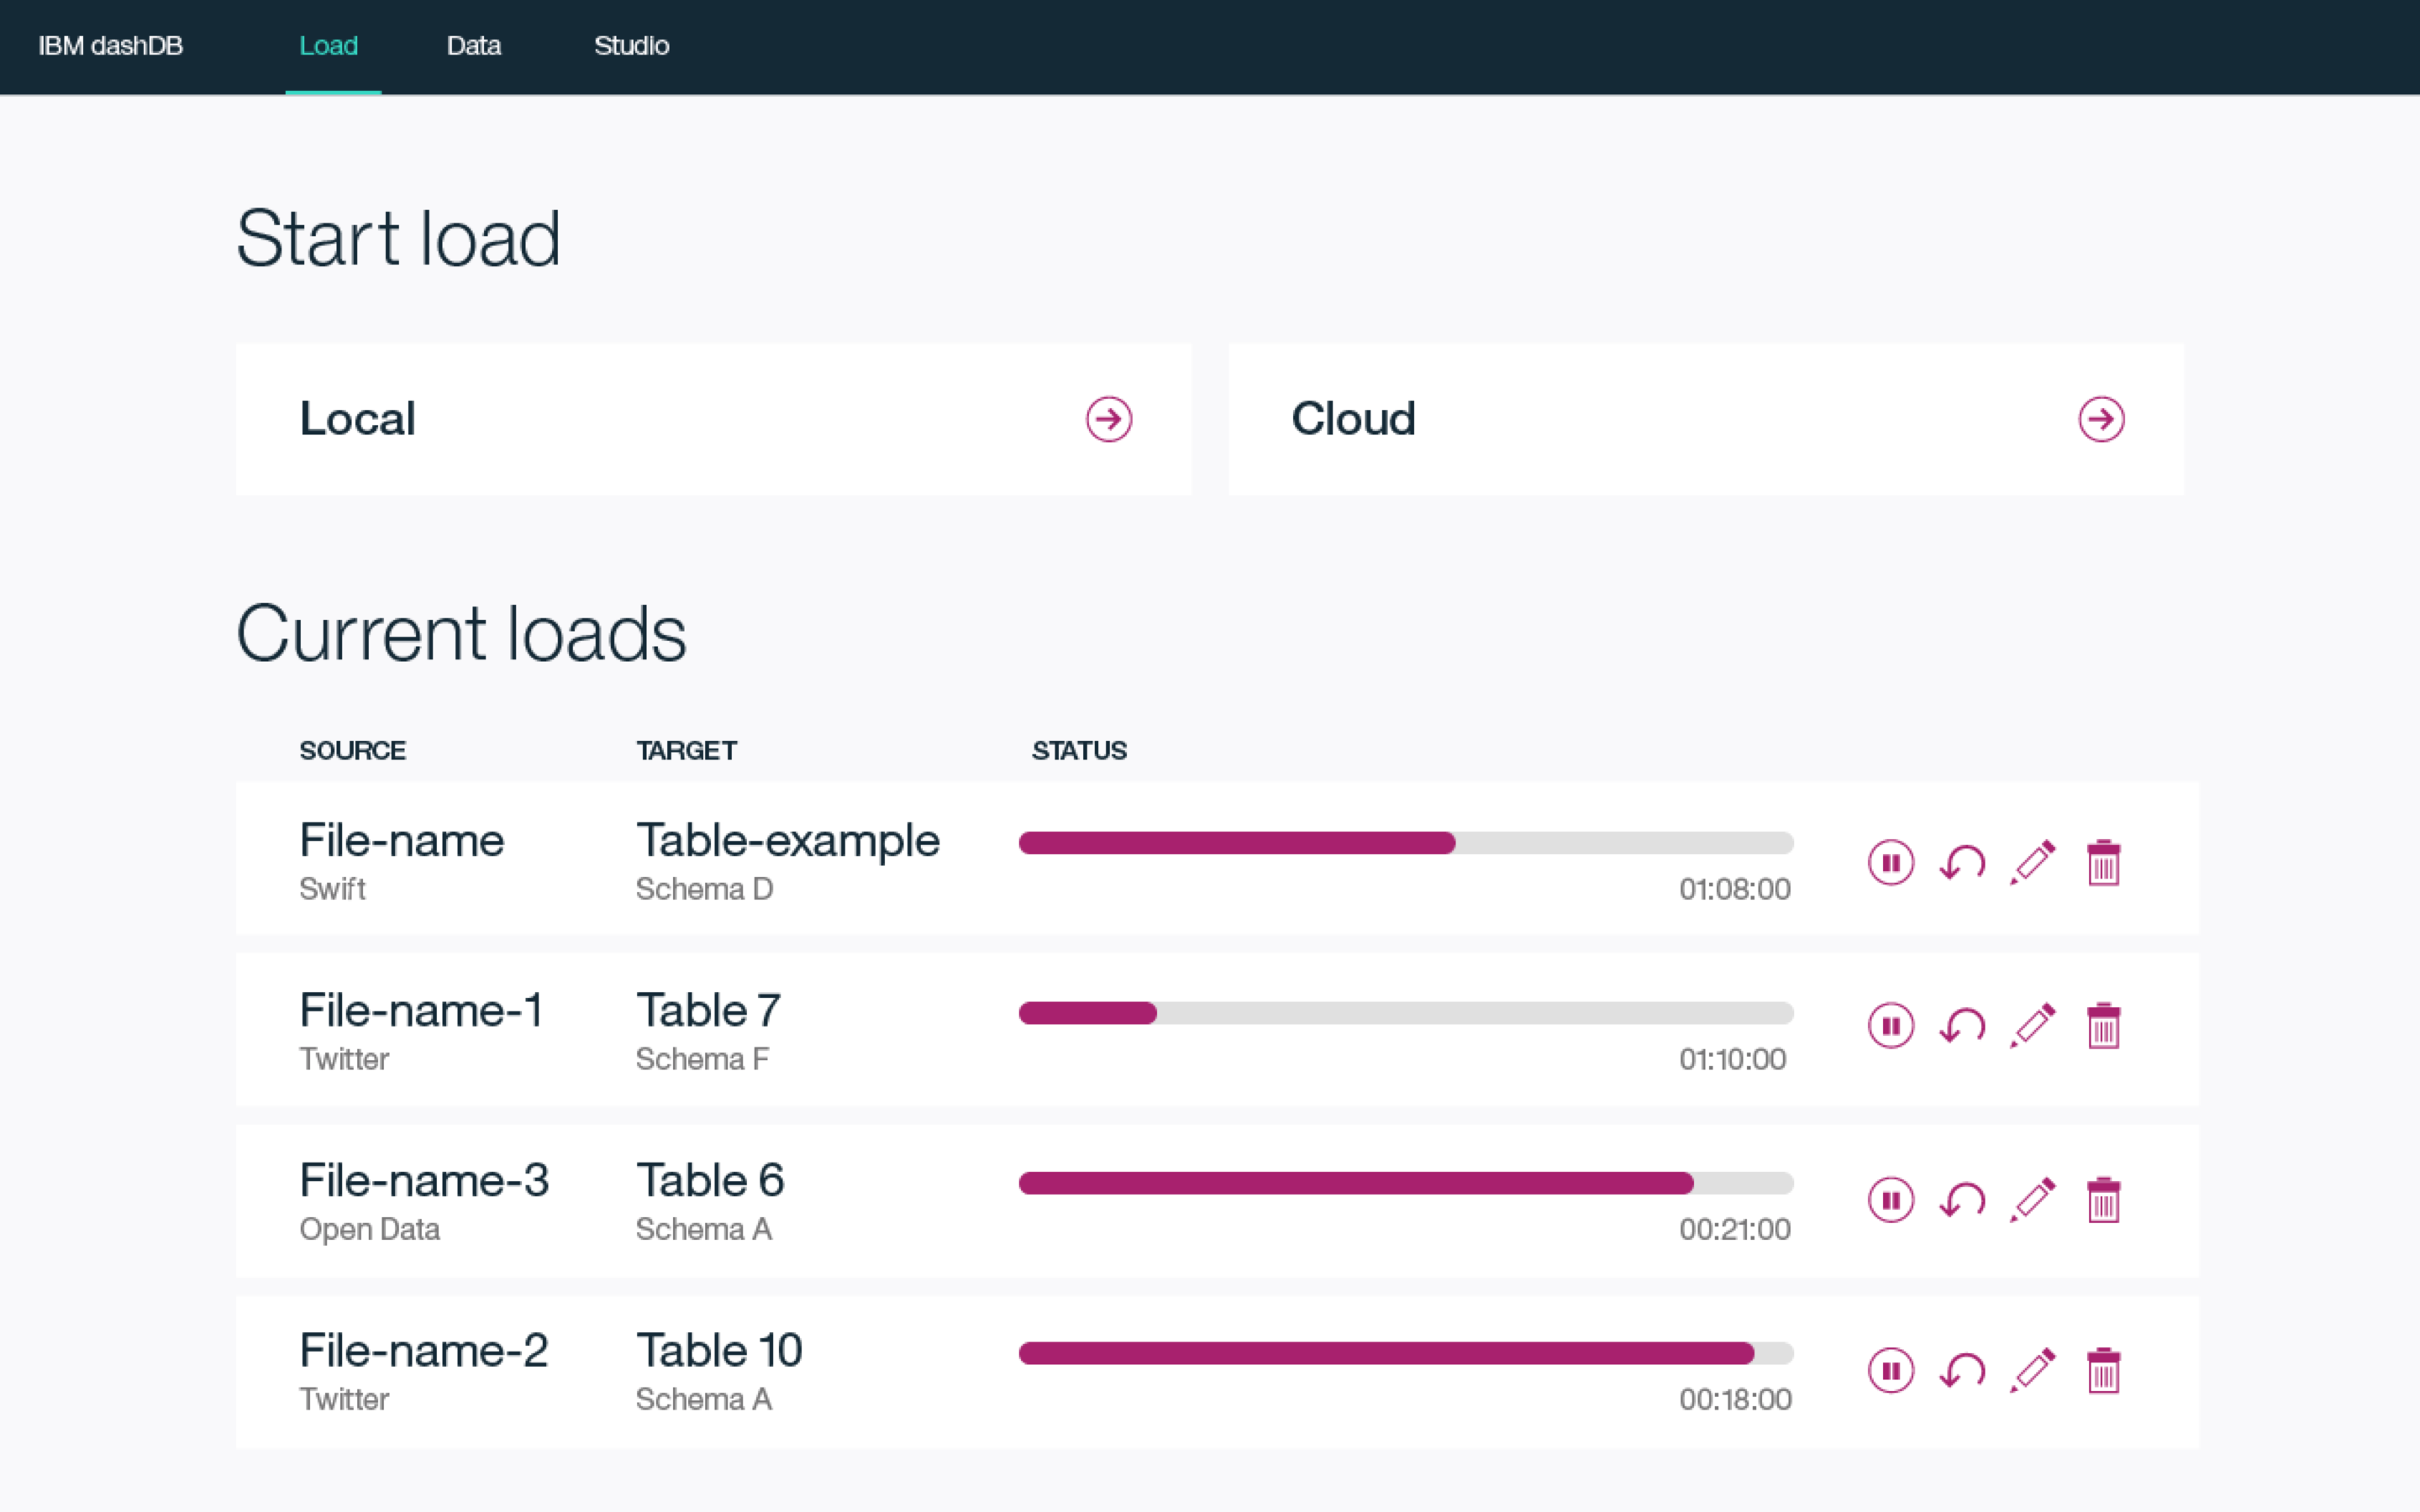 IBM dashDB Load Data Studio
Start load
Local Cloud
Current loads
SOURCE TARGET STATUS
File-name Table-example
Swift Schema D 01:08:00
File-name-1 Table 7
Twitter Schema F 01:10:00
File-name-3 Table 6
Open Data Schema A 00:21:00
File-name-2 Table 10
Twitter Schema A 00:18:00